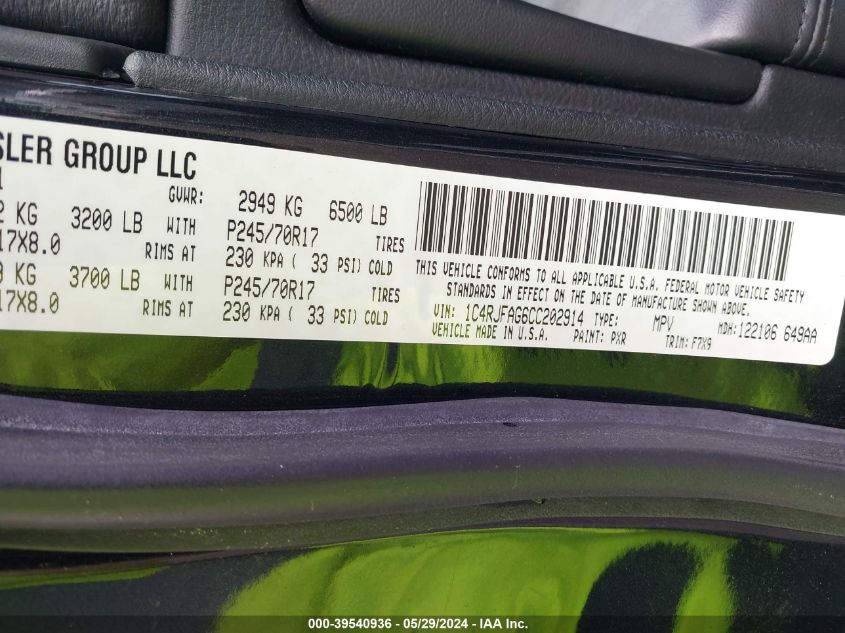 SLER GROUP LLC
GVWR: 2949 KG 6500 LB
KG 3200 LB WITH P245/70R17 TIRES
17X8.0 RIMS AT 230 KPA ( 33 PSI) COLD
KG 3700 LB WITH P245/70R17 TIRES
17X8.0 RIMS AT 230 KPA ( 33 PSI) COLD
THIS VEHICLE CONFORMS TO ALL APPLICABLE U.S.A. FEDERAL MOTOR VEHICLE SAFETY
STANDARDS IN EFFECT ON THE DATE OF MANUFACTURE SHOWN ABOVE.
VIN: 1C4RJFAG6CC202914 TYPE: MPV MDH: 122106 649AA
VEHICLE MADE IN U.S.A. PAINT: PXR TRIM: F7X9
000-39540936 - 05/29/2024 - IAA Inc.